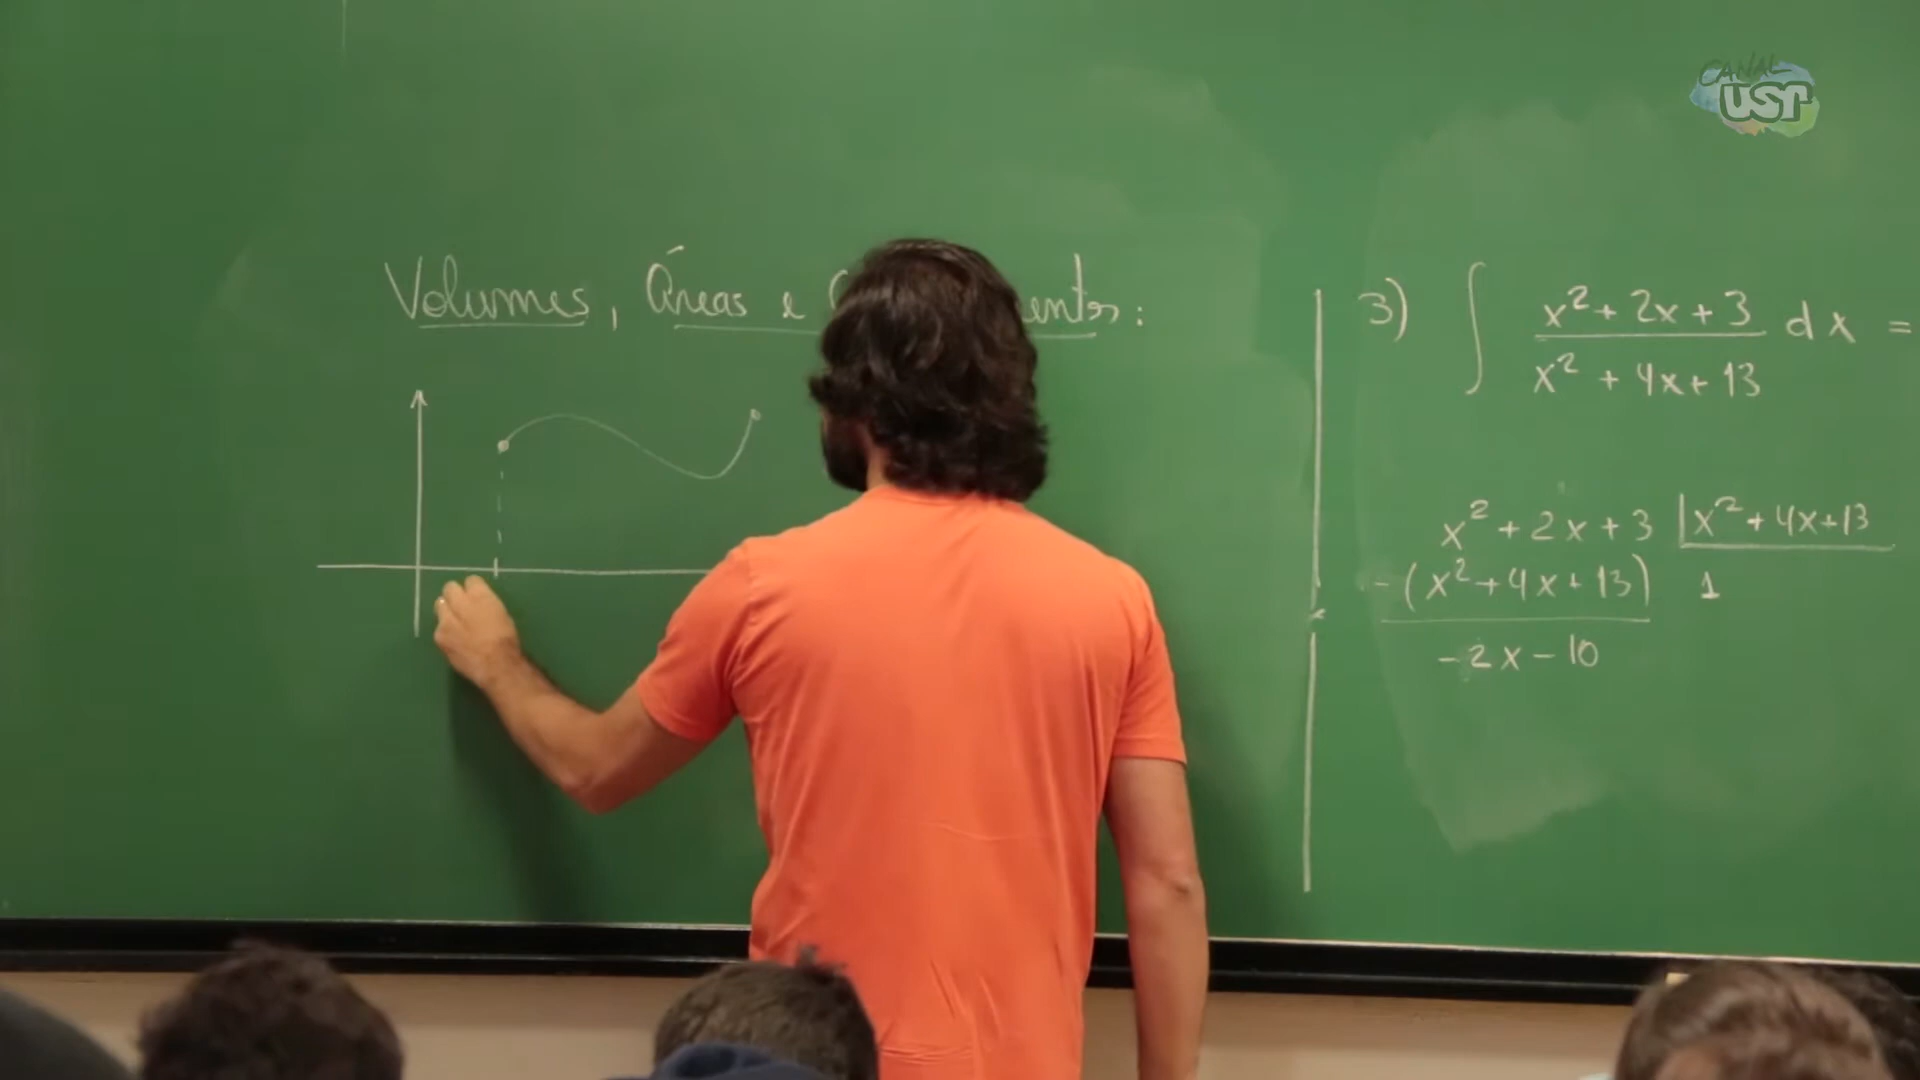 CANAL
USP
Volumes, Áreas e
3) ∫ x² + 2x + 3 dx =
x² + 4x + 13
x² + 2x + 3 | x² + 4x + 13
-(x² + 4x + 13) 1
-2x - 10